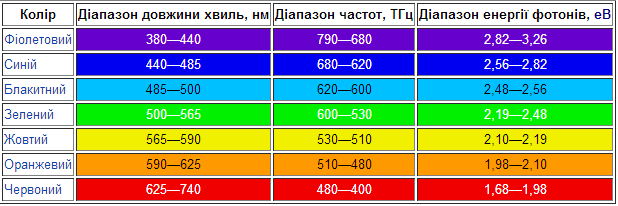 Колір Діапазон довжини хвиль, нм Діапазон частот, ТГц Діапазон енергії фотонів, еВ
Фіолетовий 380—440 790—680 2,82—3,26
Синій 440—485 680—620 2,56—2,82
Блакитний 485—500 620—600 2,48—2,56
Зелений 500—565 600—530 2,19—2,48
Жовтий 565—590 530—510 2,10—2,19
Оранжевий 590—625 510—480 1,98—2,10
Червоний 625—740 480—400 1,68—1,98